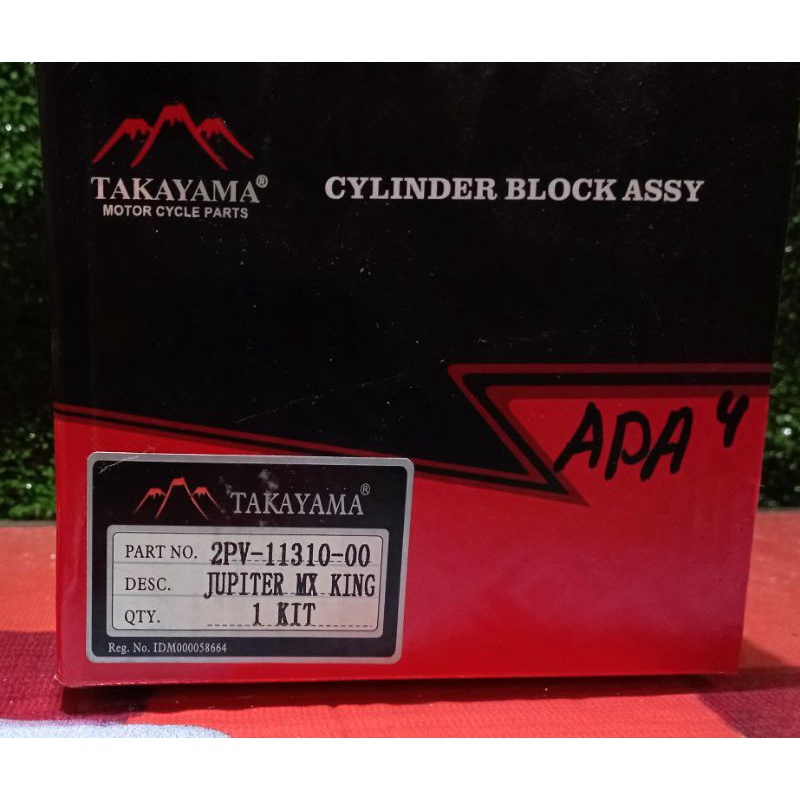 TAKAYAMA®
MOTOR CYCLE PARTS
CYLINDER BLOCK ASSY
APA 4
TAKAYAMA®
PART NO. 2PV-11310-00
DESC. JUPITER MX KING
QTY. 1 KIT
Reg. No. IDM000058664